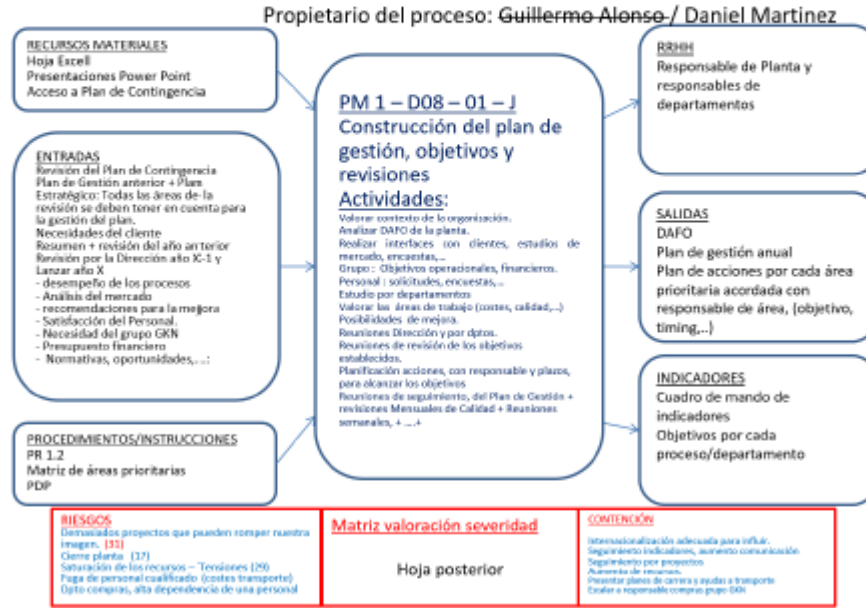 Propietario del proceso: Guillermo Alonso / Daniel Martinez
RECURSOS MATERIALES
Hoja Excell
Presentaciones Power Point
Acceso a Plan de Contingencia
ENTRADAS
Revisión del Plan de Contingencia
Plan de Gestión anterior + Plam
Estratégico: Todas las áreas de la
revisión se deben tener en cuenta para
la gestión del plan.
Necesidades del cliente
Resumen + revisión del año anterior
Revisión por la Dirección año X-1 y
Lanzar año X
- desempeño de los procesos
- Análisis del mercado
- recomendaciones para la mejora
- Satisfacción del Personal.
- Necesidad del grupo GKN
- Presupuesto financiero
- Normativas, oportunidades,...:
PROCEDIMIENTOS/INSTRUCCIONES
PR 1.2
Matriz de áreas prioritarias
PDP
PM 1 – D08 – 01 – J
Construcción del plan de
gestión, objetivos y
revisiones
Actividades:
Valorar contexto de la organización.
Analizar DAFO de la planta.
Realizar interfaces con clientes, estudios de
mercado, encuestas,...
Grupo : Objetivos operacionales, financieros.
Personal : solicitudes, encuestas,...
Estudio por departamentos
Valorar las áreas de trabajo (costes, calidad,...)
Posibilidades de mejora.
Reuniones Dirección y por dptos.
Reuniones de revisión de los objetivos
establecidos.
Planificación acciones, con responsable y plazos,
para alcanzar los objetivos
Reuniones de seguimiento, del Plan de Gestión +
revisiones Mensuales de Calidad + Reuniones
semanales, + ....+
RRHH
Responsable de Planta y
responsables de
departamentos
SALIDAS
DAFO
Plan de gestión anual
Plan de acciones por cada área
prioritaria acordada con
responsable de área, (objetivo,
timing,..)
INDICADORES
Cuadro de mando de
indicadores
Objetivos por cada
proceso/departamento
RIESGOS
Demasiados proyectos que pueden romper nuestra
imagen. (31)
Cierre planta (17)
Saturación de los recursos – Tensiones (29)
Fuga de personal cualificado (costes transporte)
Dpto compras, alta dependencia de una personal
Matriz valoración severidad
Hoja posterior
CONTENCIÓN
Internacionalización adecuada para influir.
Seguimiento indicadores, aumento comunicación
Seguimiento por proyectos
Aumento de recursos.
Presentar planes de carrera y ayudas a transporte
Escalar a responsable compras grupo GKN